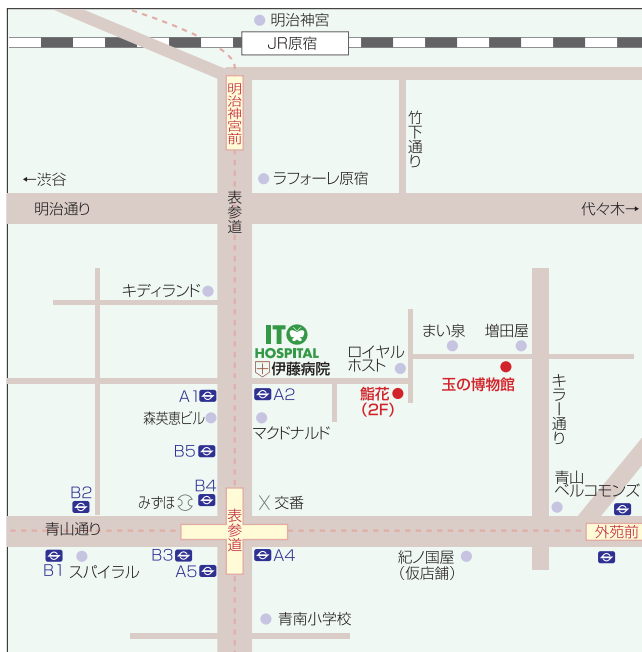 明治神宮
JR原宿
明治神宮前
竹下通り
←渋谷
ラフォーレ原宿
明治通り
表参道
代々木→
キディランド
ITO
HOSPITAL
伊藤病院
ロイヤル
ホスト
まい泉
増田屋
玉の博物館
鮨花
(2F)
キラー通り
A1
A2
森英恵ビル
マクドナルド
B5
B4
B2
みずほ
交番
青山
ベルコモンズ
青山通り
表参道
外苑前
B1
スパイラル
B3
A5
A4
紀ノ国屋
(仮店舗)
青南小学校